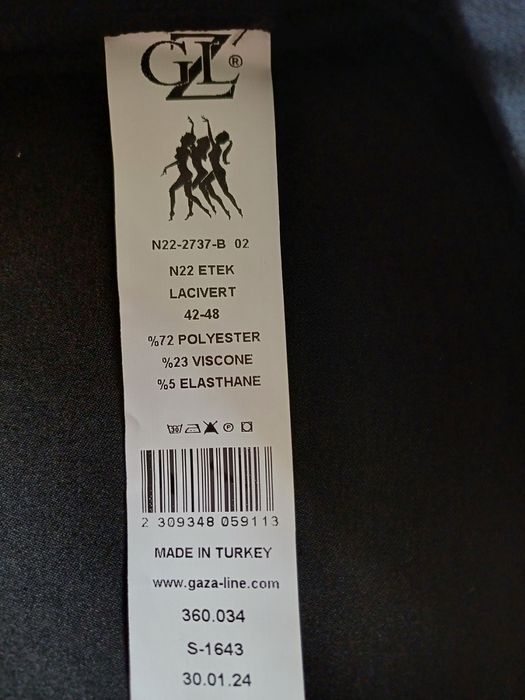 GZL®
N22-2737-B 02
N22 ETEK
LACIVERT
42-48
%72 POLYESTER
%23 VISCONE
%5 ELASTHANE
2 309348 059113
MADE IN TURKEY
www.gaza-line.com
360.034
S-1643
30.01.24